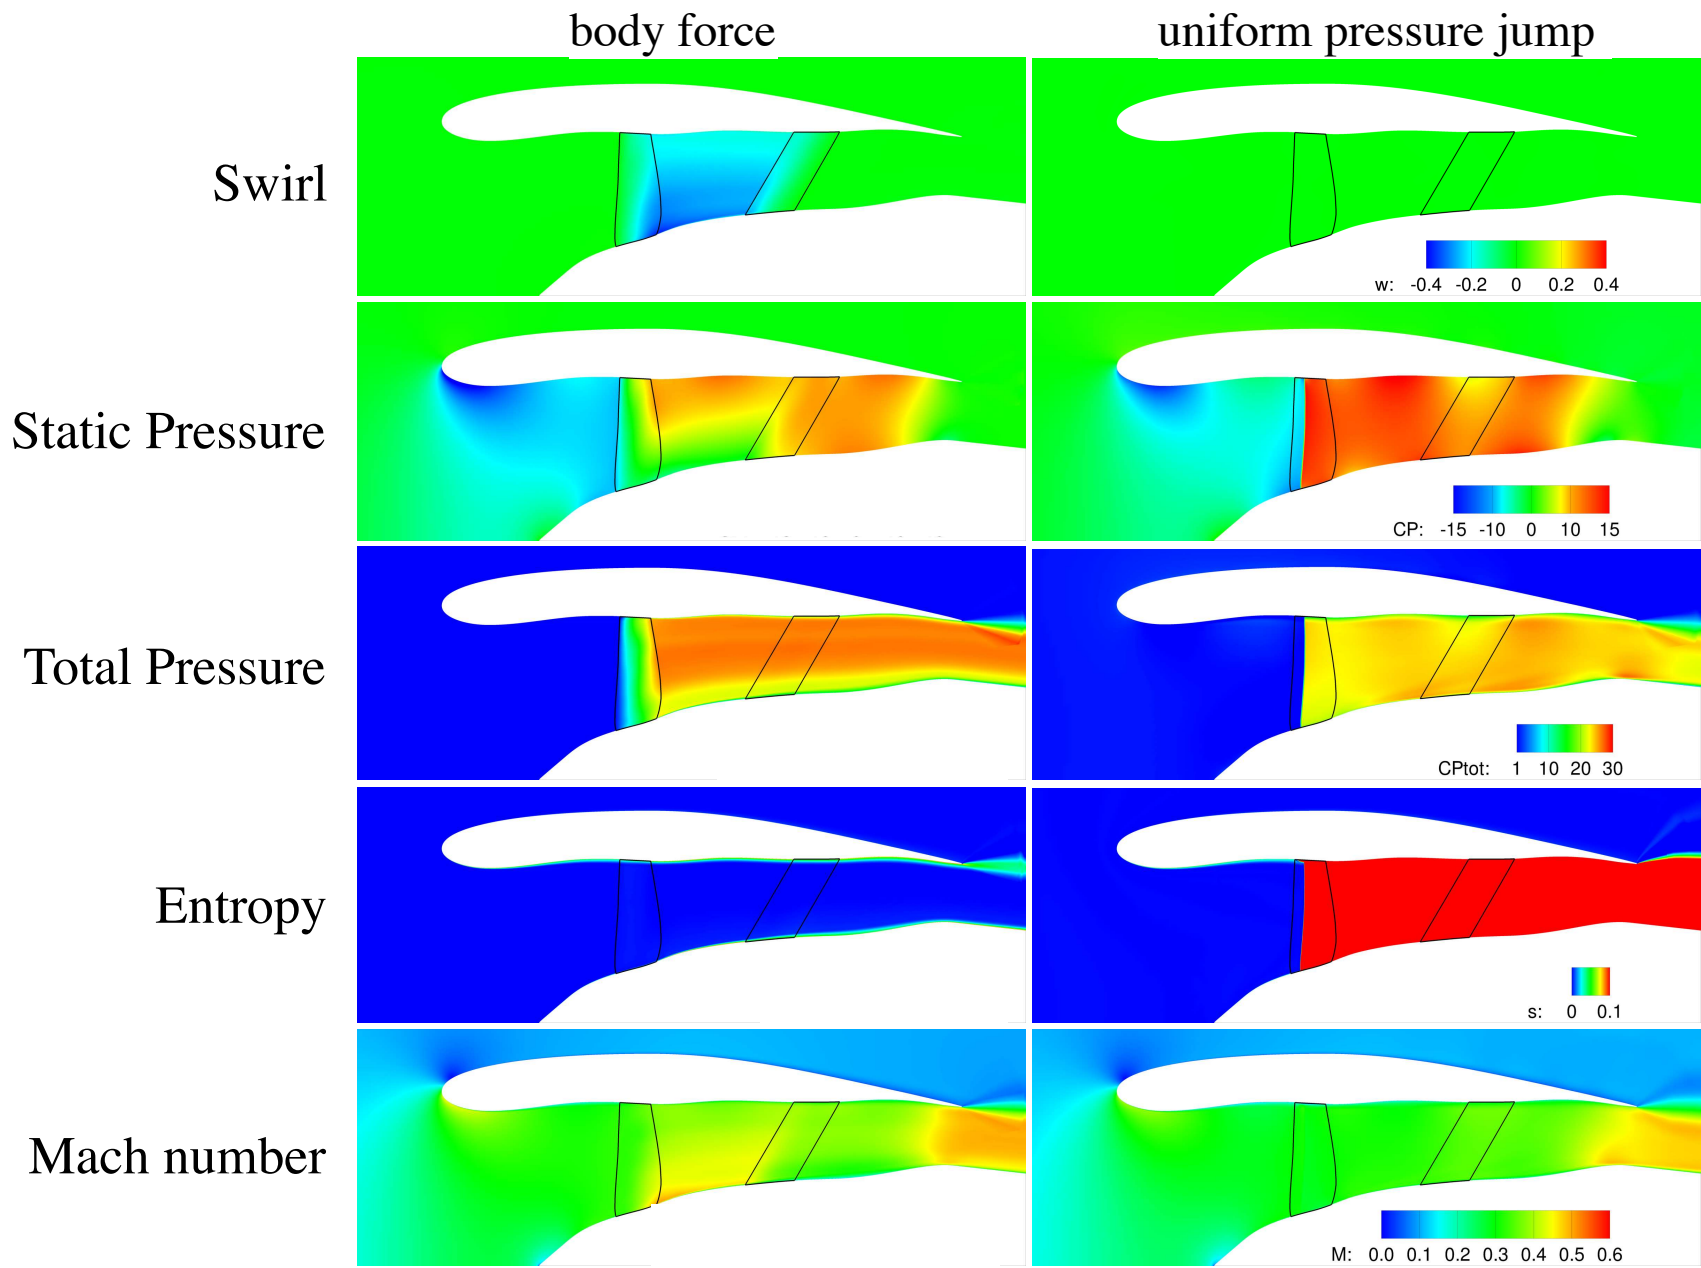 body force
uniform pressure jump
Swirl
w: -0.4 -0.2 0 0.2 0.4
Static Pressure
CP: -15 -10 0 10 15
Total Pressure
CPtot: 1 10 20 30
Entropy
s: 0 0.1
Mach number
M: 0.0 0.1 0.2 0.3 0.4 0.5 0.6